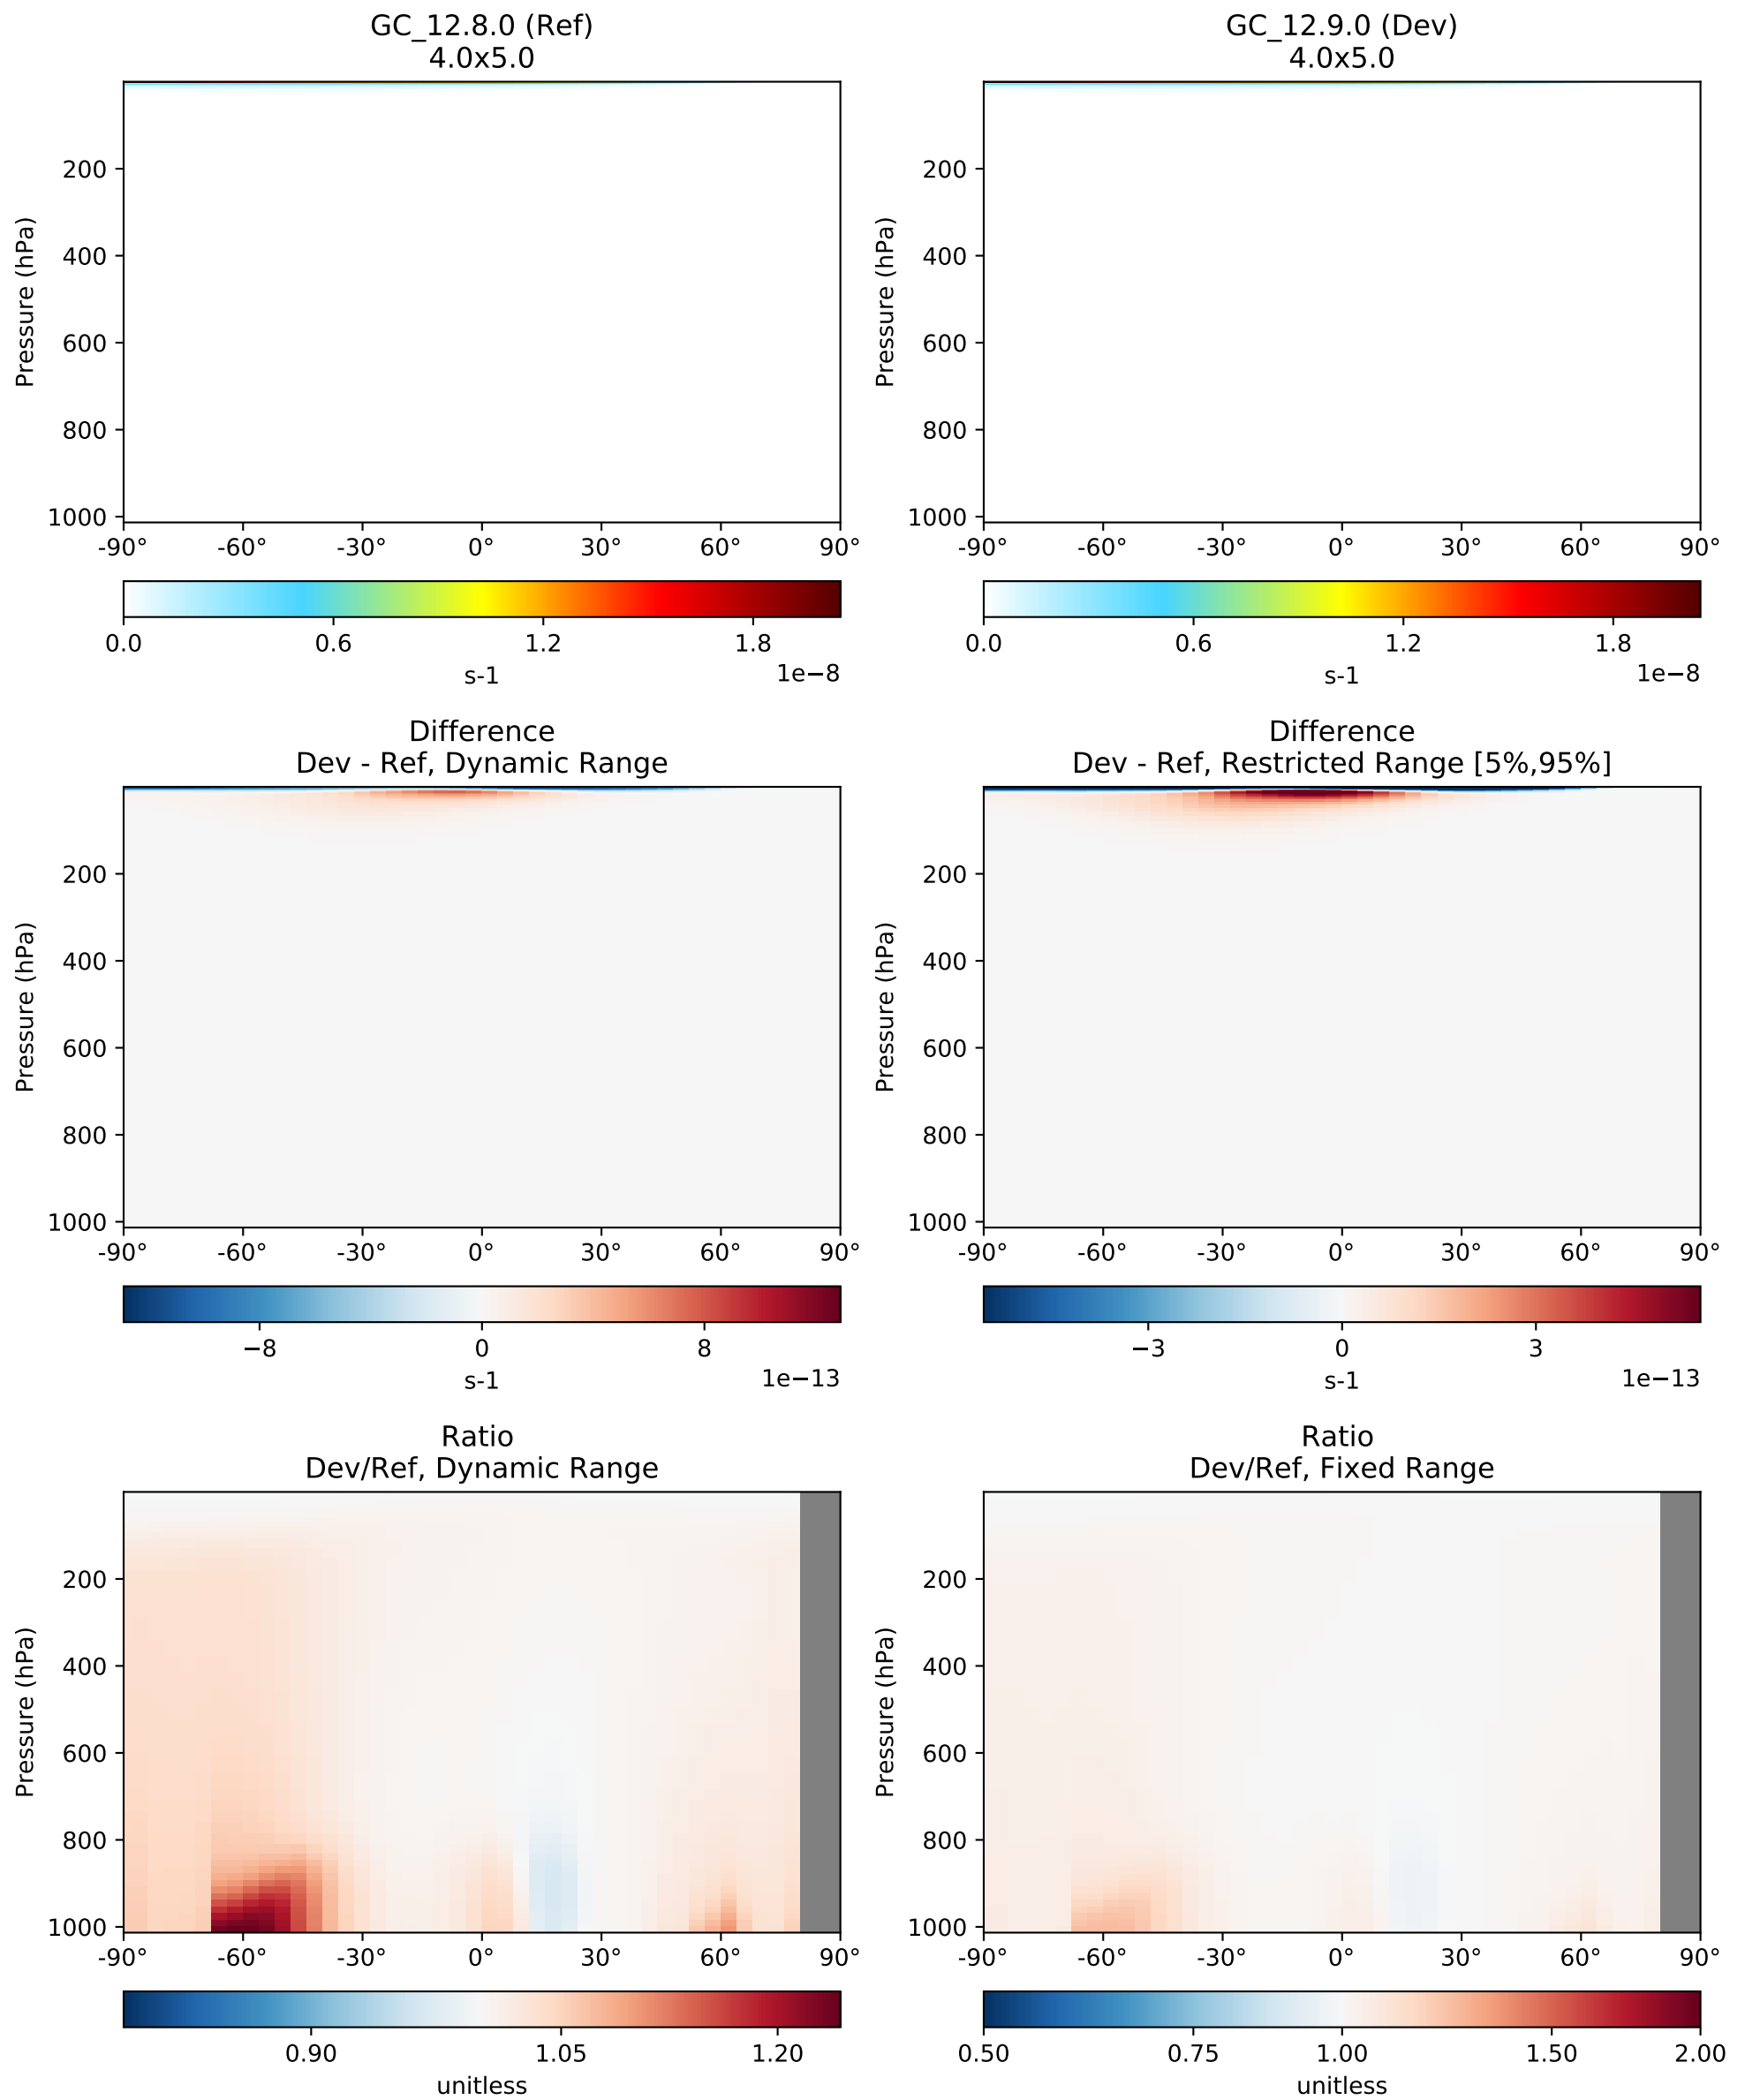 GC_12.8.0 (Ref)
4.0x5.0
Pressure (hPa)
200
400
600
800
1000
-90° -60° -30° 0° 30° 60° 90°
0.0 0.6 1.2 1.8
s-1 1e−8
GC_12.9.0 (Dev)
4.0x5.0
Pressure (hPa)
200
400
600
800
1000
-90° -60° -30° 0° 30° 60° 90°
0.0 0.6 1.2 1.8
s-1 1e−8
Difference
Dev - Ref, Dynamic Range
Pressure (hPa)
200
400
600
800
1000
-90° -60° -30° 0° 30° 60° 90°
−8 0 8
s-1 1e−13
Difference
Dev - Ref, Restricted Range [5%,95%]
Pressure (hPa)
200
400
600
800
1000
-90° -60° -30° 0° 30° 60° 90°
−3 0 3
s-1 1e−13
Ratio
Dev/Ref, Dynamic Range
Pressure (hPa)
200
400
600
800
1000
-90° -60° -30° 0° 30° 60° 90°
0.90 1.05 1.20
unitless
Ratio
Dev/Ref, Fixed Range
Pressure (hPa)
200
400
600
800
1000
-90° -60° -30° 0° 30° 60° 90°
0.50 0.75 1.00 1.50 2.00
unitless